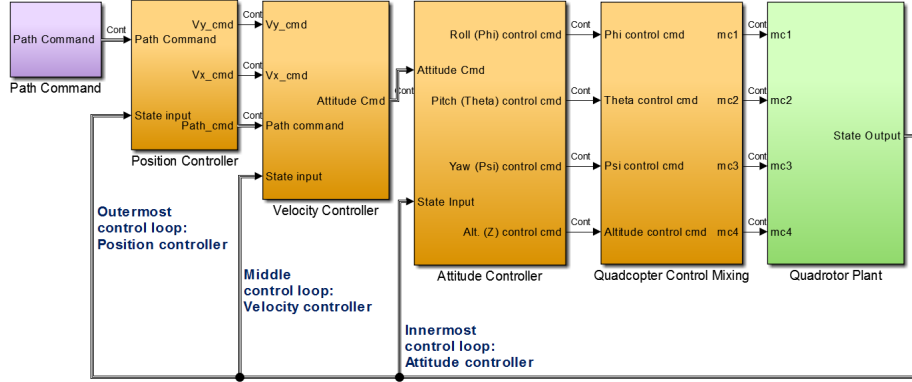 Path Command
Path Command
Cont
Path Command
State input
Vy_cmd
Vx_cmd
Path_cmd
Position Controller
Cont
Cont
Cont
Vy_cmd
Vx_cmd
Path command
State input
Attitude Cmd
Velocity Controller
Cont
Attitude Cmd
State Input
Roll (Phi) control cmd
Pitch (Theta) control cmd
Yaw (Psi) control cmd
Alt. (Z) control cmd
Attitude Controller
Cont
Cont
Cont
Cont
Phi control cmd
Theta control cmd
Psi control cmd
Altitude control cmd
mc1
mc2
mc3
mc4
Quadcopter Control Mixing
Cont
Cont
Cont
Cont
mc1
mc2
mc3
mc4
State Output
Quadrotor Plant
Outermost
control loop:
Position controller
Middle
control loop:
Velocity controller
Innermost
control loop:
Attitude controller